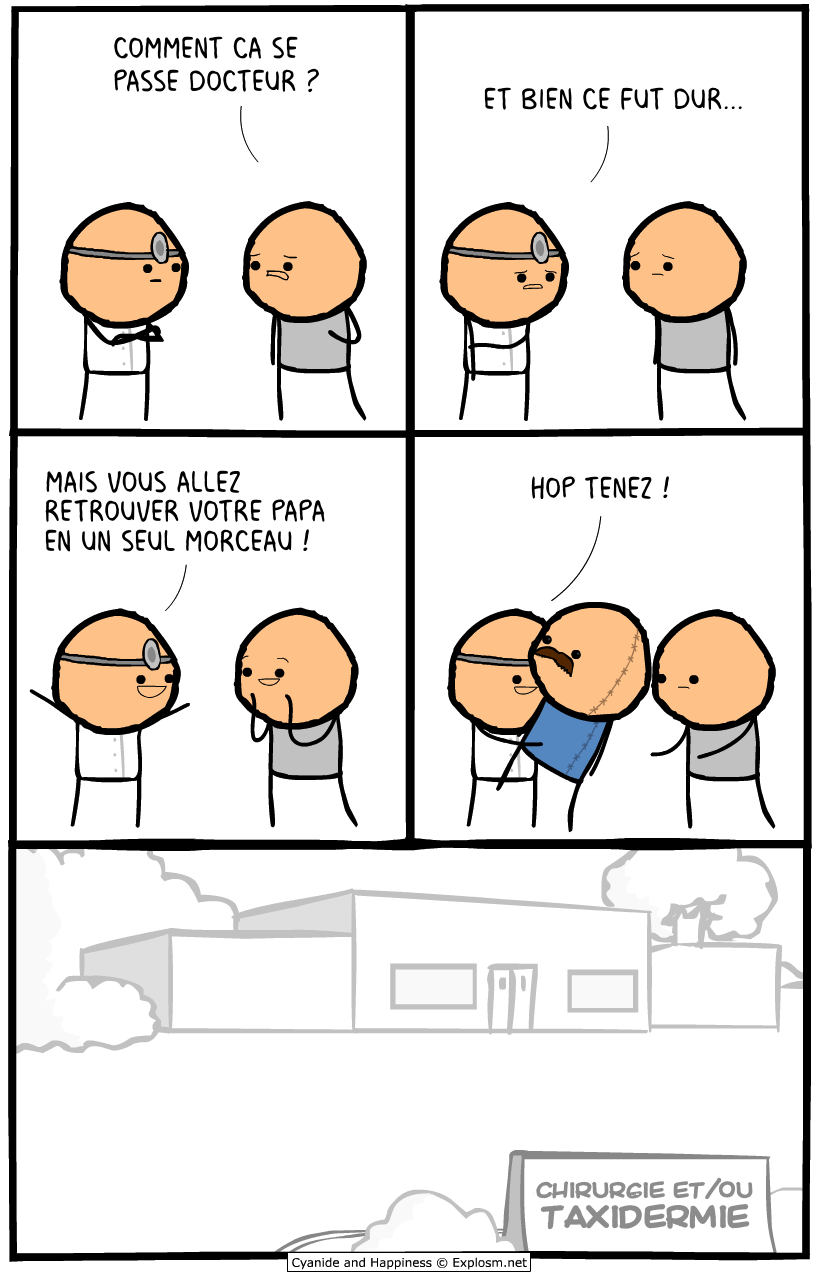 COMMENT CA SE
PASSE DOCTEUR ?
ET BIEN CE FUT DUR...
MAIS VOUS ALLEZ
RETROUVER VOTRE PAPA
EN UN SEUL MORCEAU !
HOP TENEZ !
CHIRURGIE ET/OU
TAXIDERMIE
Cyanide and Happiness © Explosm.net